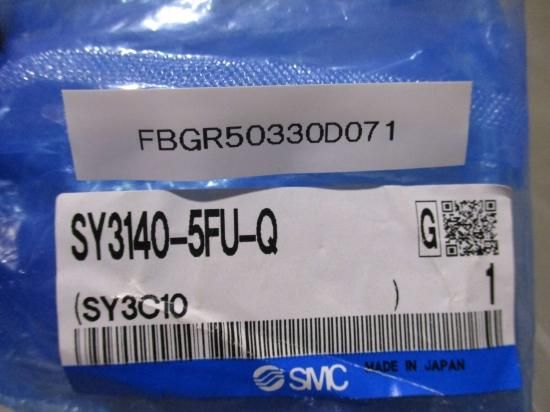 FBGR50330D071
SY3140-5FU-Q
G
(SY3C10 )
1
SMC
MADE IN JAPAN